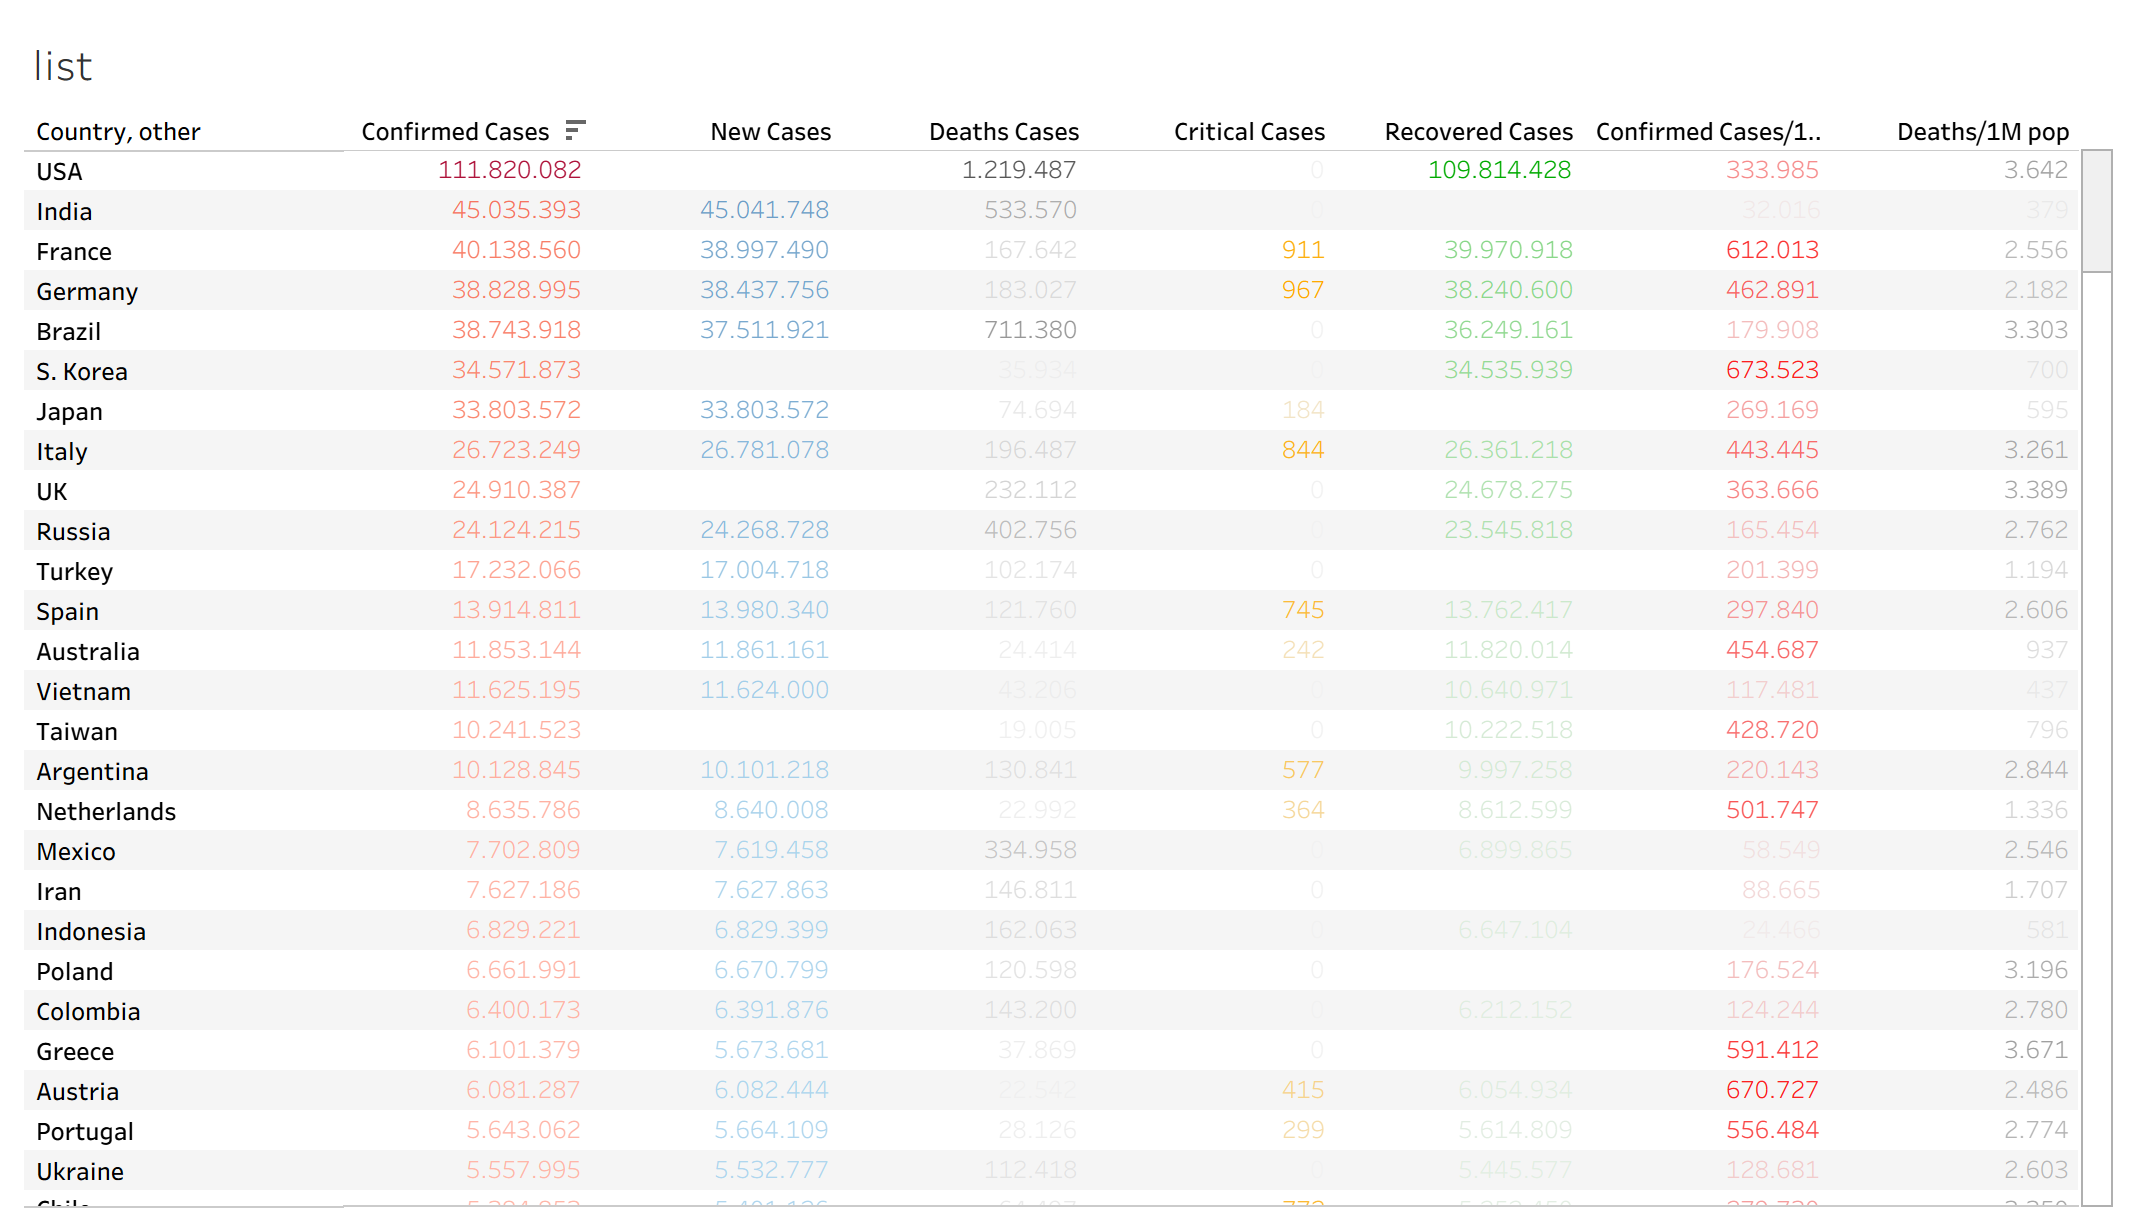 list
Country, other Confirmed Cases New Cases Deaths Cases Critical Cases Recovered Cases Confirmed Cases/1.. Deaths/1M pop
USA 111.820.082 1.219.487 0 109.814.428 333.985 3.642
India 45.035.393 45.041.748 533.570 0 32.016 379
France 40.138.560 38.997.490 167.642 911 39.970.918 612.013 2.556
Germany 38.828.995 38.437.756 183.027 967 38.240.600 462.891 2.182
Brazil 38.743.918 37.511.921 711.380 0 36.249.161 179.908 3.303
S. Korea 34.571.873 35.934 0 34.535.939 673.523 700
Japan 33.803.572 33.803.572 74.694 184 269.169 595
Italy 26.723.249 26.781.078 196.487 844 26.361.218 443.445 3.261
UK 24.910.387 232.112 0 24.678.275 363.666 3.389
Russia 24.124.215 24.268.728 402.756 0 23.545.818 165.454 2.762
Turkey 17.232.066 17.004.718 102.174 0 201.399 1.194
Spain 13.914.811 13.980.340 121.760 745 13.762.417 297.840 2.606
Australia 11.853.144 11.861.161 24.414 242 11.820.014 454.687 937
Vietnam 11.625.195 11.624.000 43.206 0 10.640.971 117.481 437
Taiwan 10.241.523 19.005 0 10.222.518 428.720 796
Argentina 10.128.845 10.101.218 130.841 577 9.997.258 220.143 2.844
Netherlands 8.635.786 8.640.008 22.992 364 8.612.599 501.747 1.336
Mexico 7.702.809 7.619.458 334.958 0 6.899.865 58.549 2.546
Iran 7.627.186 7.627.863 146.811 0 88.665 1.707
Indonesia 6.829.221 6.829.399 162.063 0 6.647.104 24.466 581
Poland 6.661.991 6.670.799 120.598 0 176.524 3.196
Colombia 6.400.173 6.391.876 143.200 0 6.212.152 124.244 2.780
Greece 6.101.379 5.673.681 37.869 0 591.412 3.671
Austria 6.081.287 6.082.444 22.542 415 6.054.934 670.727 2.486
Portugal 5.643.062 5.664.109 28.126 299 5.614.809 556.484 2.774
Ukraine 5.557.995 5.532.777 112.418 0 5.445.577 128.681 2.603